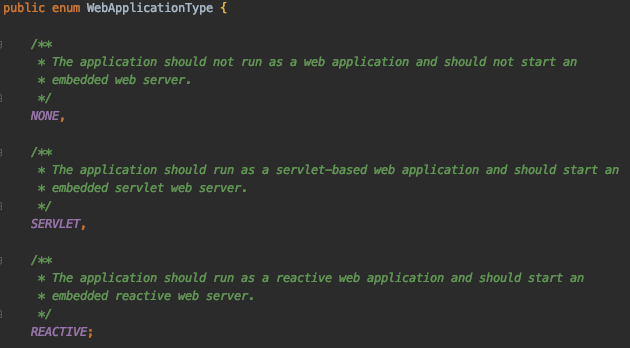 public enum WebApplicationType {
/**
* The application should not run as a web application and should not start an
* embedded web server.
*/
NONE,
/**
* The application should run as a servlet-based web application and should start an
* embedded servlet web server.
*/
SERVLET,
/**
* The application should run as a reactive web application and should start an
* embedded reactive web server.
*/
REACTIVE;